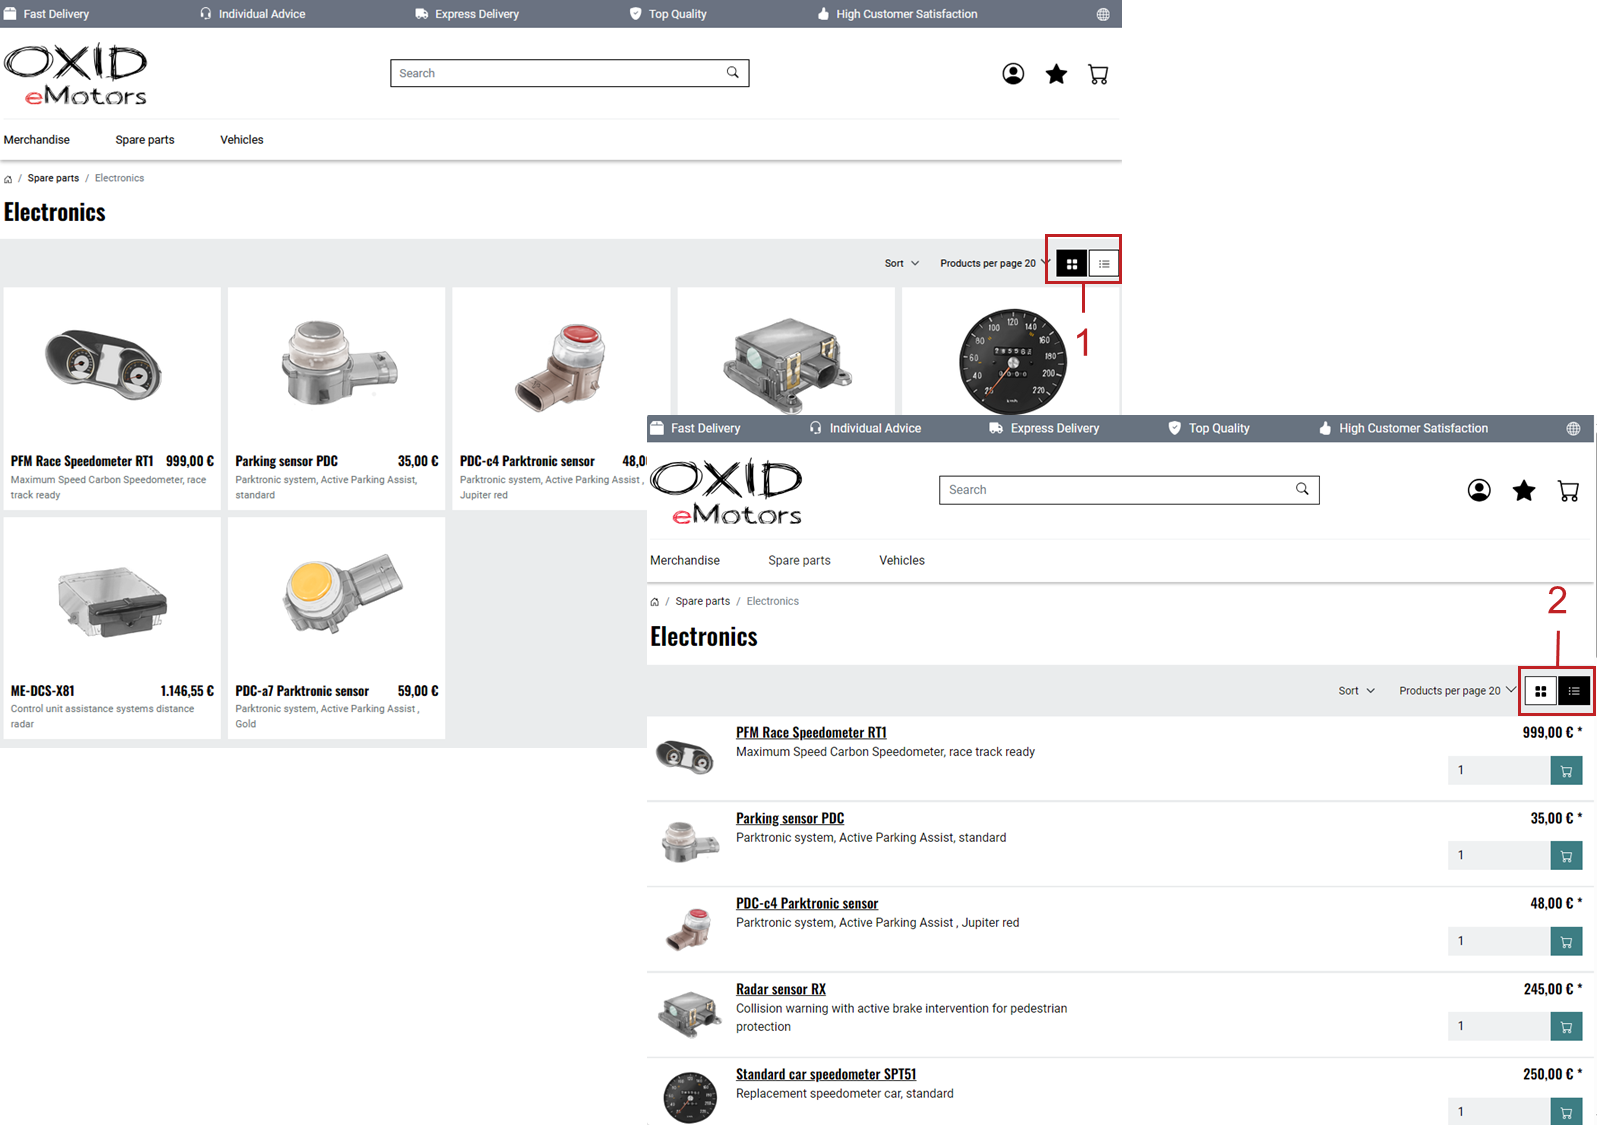 Fast Delivery
Individual Advice
Express Delivery
Top Quality
High Customer Satisfaction
OXID
eMotors
Search
Merchandise
Spare parts
Vehicles
/ Spare parts / Electronics
Electronics
Sort
Products per page 20
1
PFM Race Speedometer RT1 999,00 €
Maximum Speed Carbon Speedometer, race
track ready
Parking sensor PDC 35,00 €
Parktronic system, Active Parking Assist,
standard
PDC-c4 Parktronic sensor 48,0
Parktronic system, Active Parking Assist ,
Jupiter red
ME-DCS-X81 1.146,55 €
Control unit assistance systems distance
radar
PDC-a7 Parktronic sensor 59,00 €
Parktronic system, Active Parking Assist ,
Gold
Fast Delivery
Individual Advice
Express Delivery
Top Quality
High Customer Satisfaction
OXID
eMotors
Search
Merchandise
Spare parts
Vehicles
/ Spare parts / Electronics
2
Electronics
Sort
Products per page 20
PFM Race Speedometer RT1
999,00 € *
Maximum Speed Carbon Speedometer, race track ready
1
Parking sensor PDC
35,00 € *
Parktronic system, Active Parking Assist, standard
1
PDC-c4 Parktronic sensor
48,00 € *
Parktronic system, Active Parking Assist , Jupiter red
1
Radar sensor RX
245,00 € *
Collision warning with active brake intervention for pedestrian
protection
1
Standard car speedometer SPT51
250,00 € *
Replacement speedometer car, standard
1